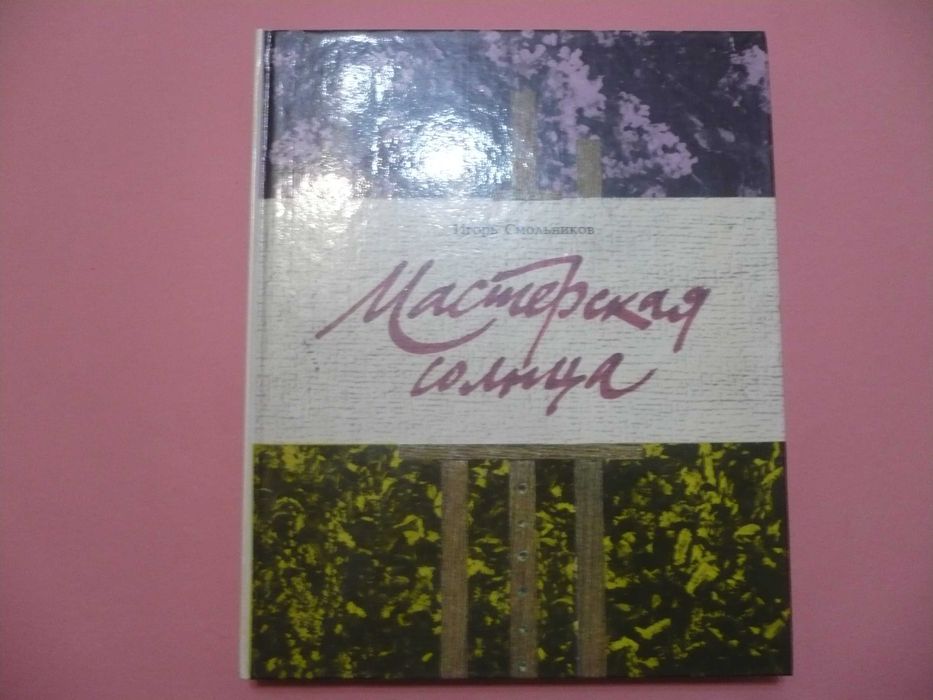 Игорь Смольников
Мастерская
солнца